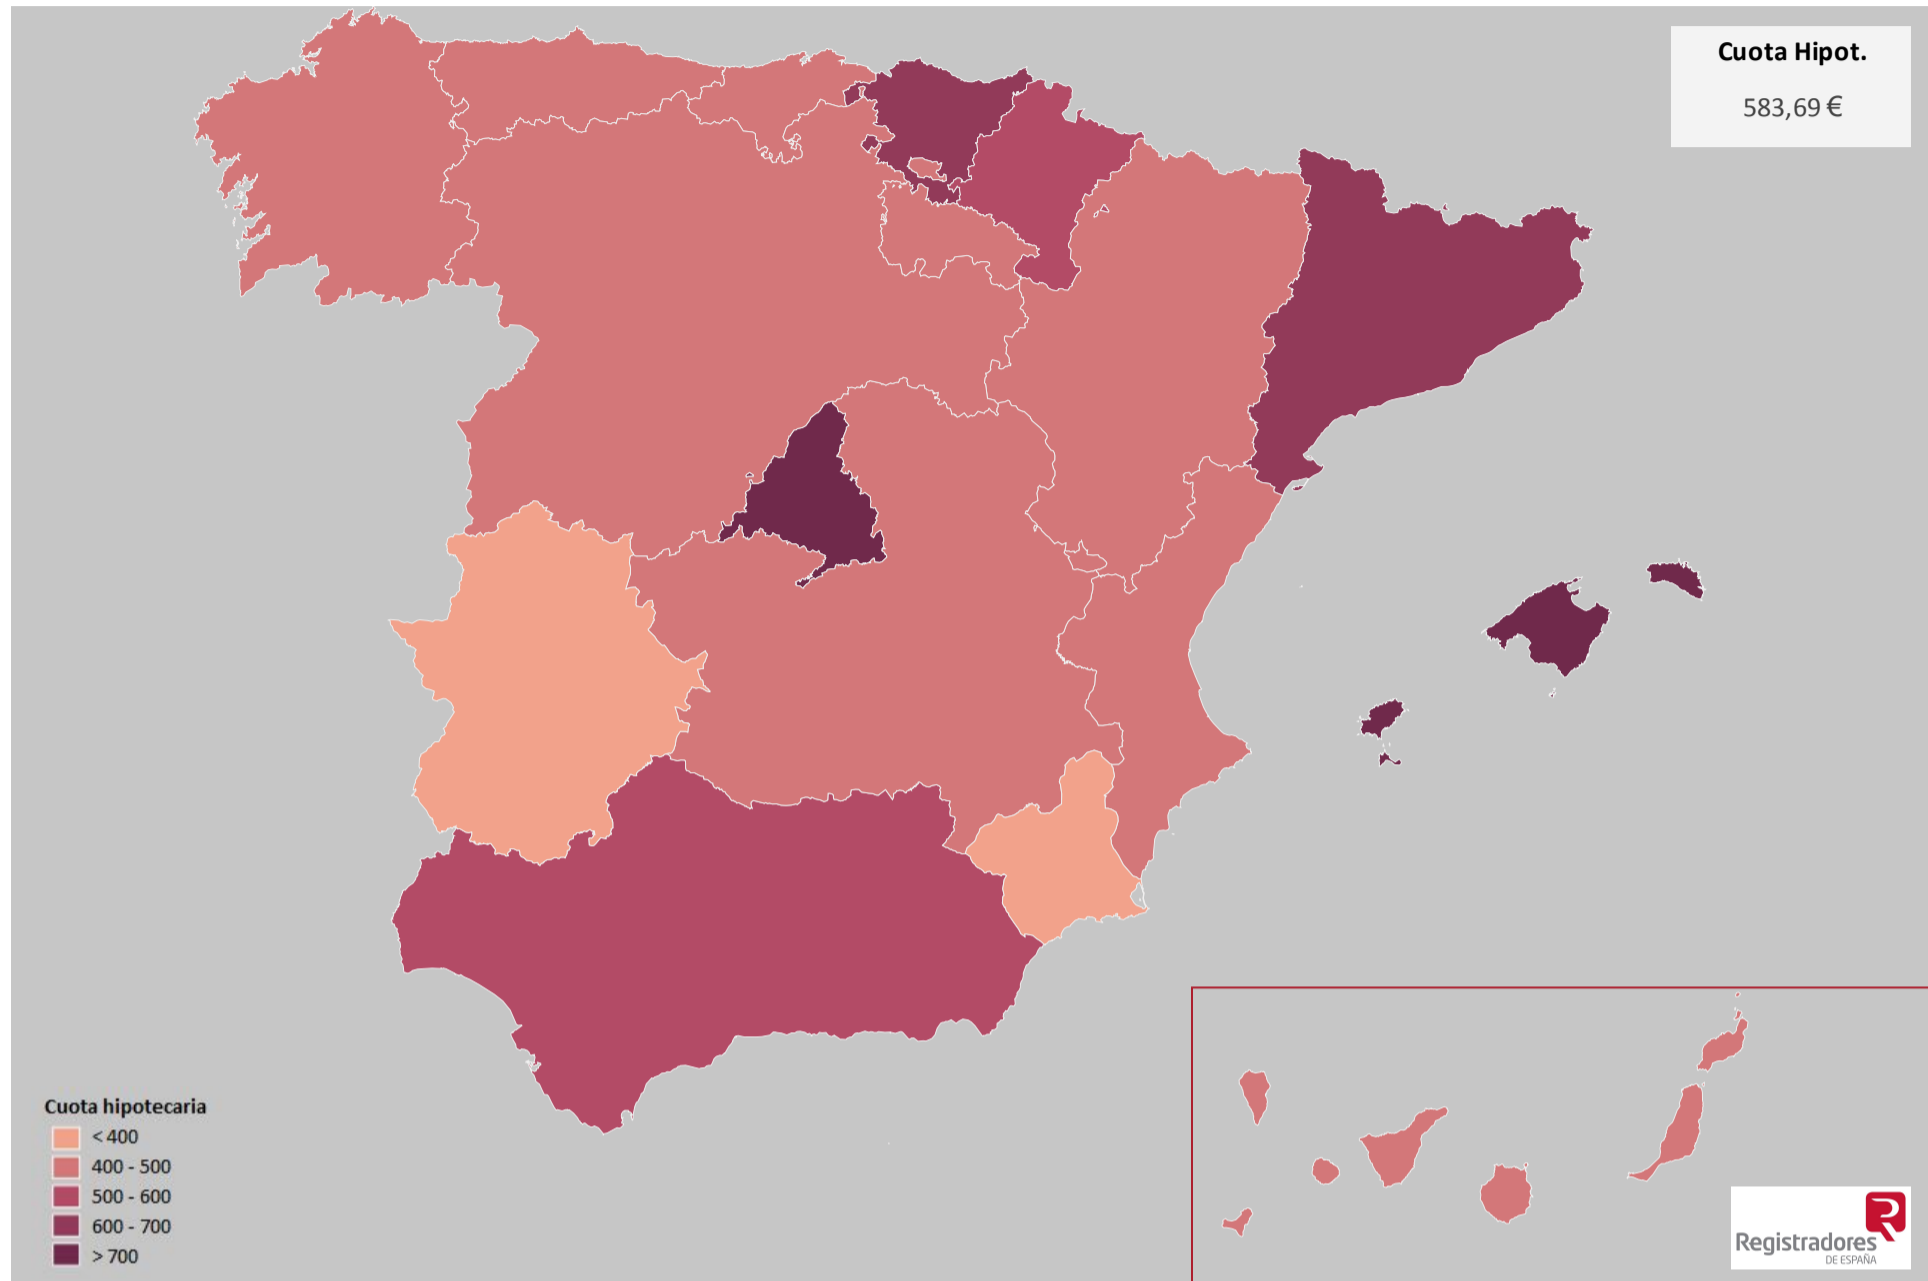 Cuota Hipot.
583,69 €
Cuota hipotecaria
< 400
400 - 500
500 - 600
600 - 700
> 700
Registradores
DE ESPAÑA